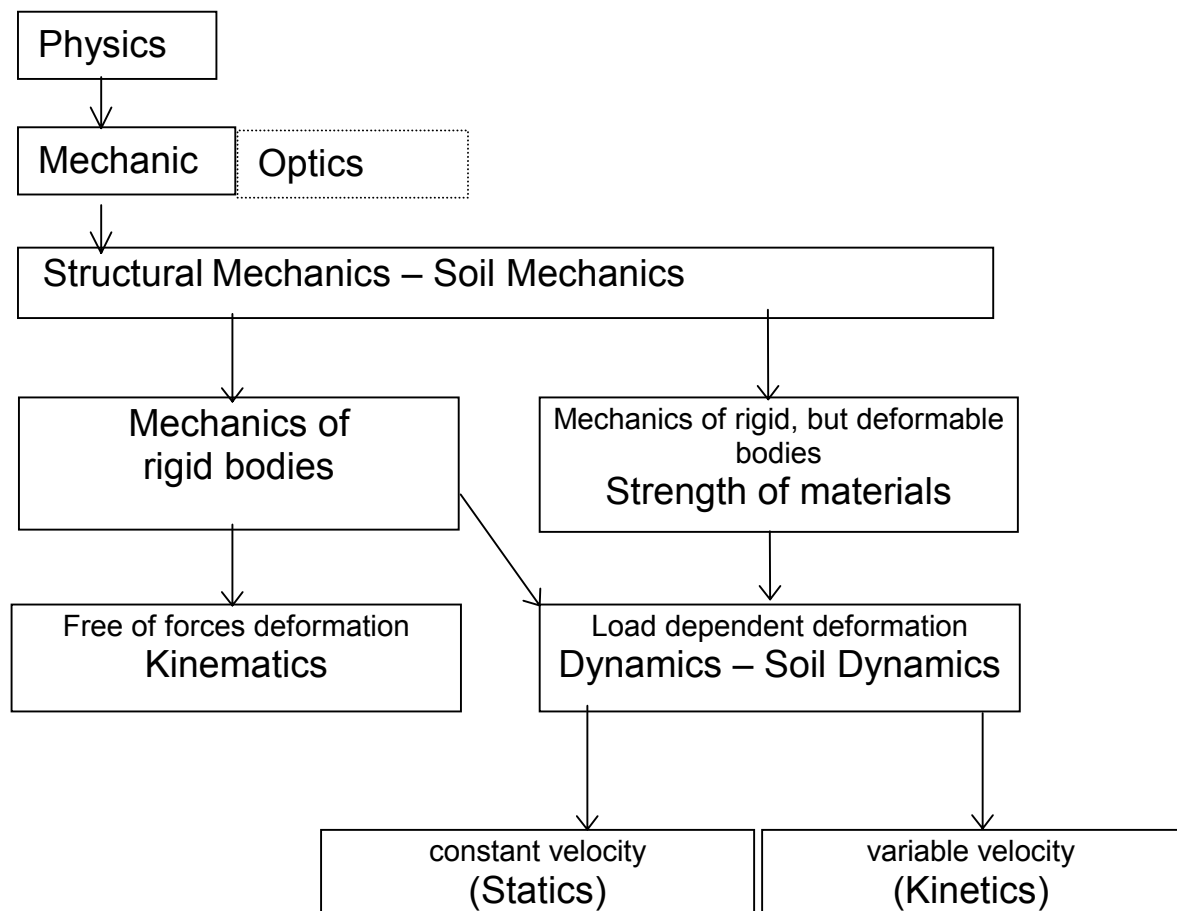 Physics
Mechanic
Optics
Structural Mechanics – Soil Mechanics
Mechanics of
rigid bodies
Mechanics of rigid, but deformable
bodies
Strength of materials
Free of forces deformation
Kinematics
Load dependent deformation
Dynamics – Soil Dynamics
constant velocity
(Statics)
variable velocity
(Kinetics)